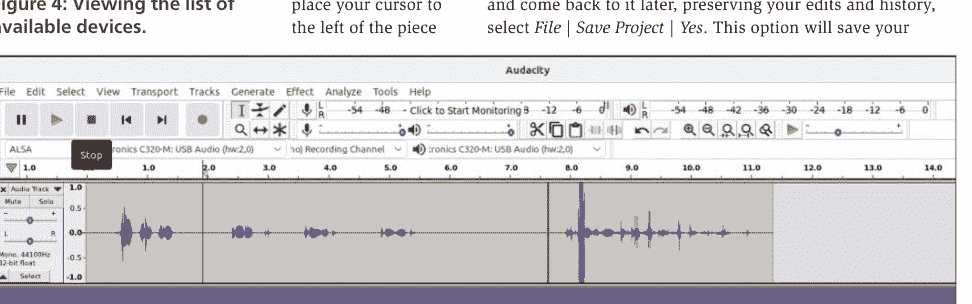 Figure 4: Viewing the list of
available devices.
place your cursor to
the left of the piece
and come back to it later, preserving your edits and history,
select File | Save Project | Yes. This option will save your
Audacity
File Edit Select View Transport Tracks Generate Effect Analyze Tools Help
L R -54 -48 - Click to Start Monitoring 8 -12 -6 0 L R -54 -48 -42 -36 -30 -24 -18 -12 -6 0
ALSA
Stop
ronics C320-M: USB Audio (hw:2,0)
no) Recording Channel
ronics C320-M: USB Audio (hw:2,0)
1.0 1.0 2.0 3.0 4.0 5.0 6.0 7.0 8.0 9.0 10.0 11.0 12.0 13.0 14.0
Audio Track
Mute Solo
- +
L R
Mono, 44100Hz
32-bit float
Select
1.0
0.5
0.0
-0.5
-1.0